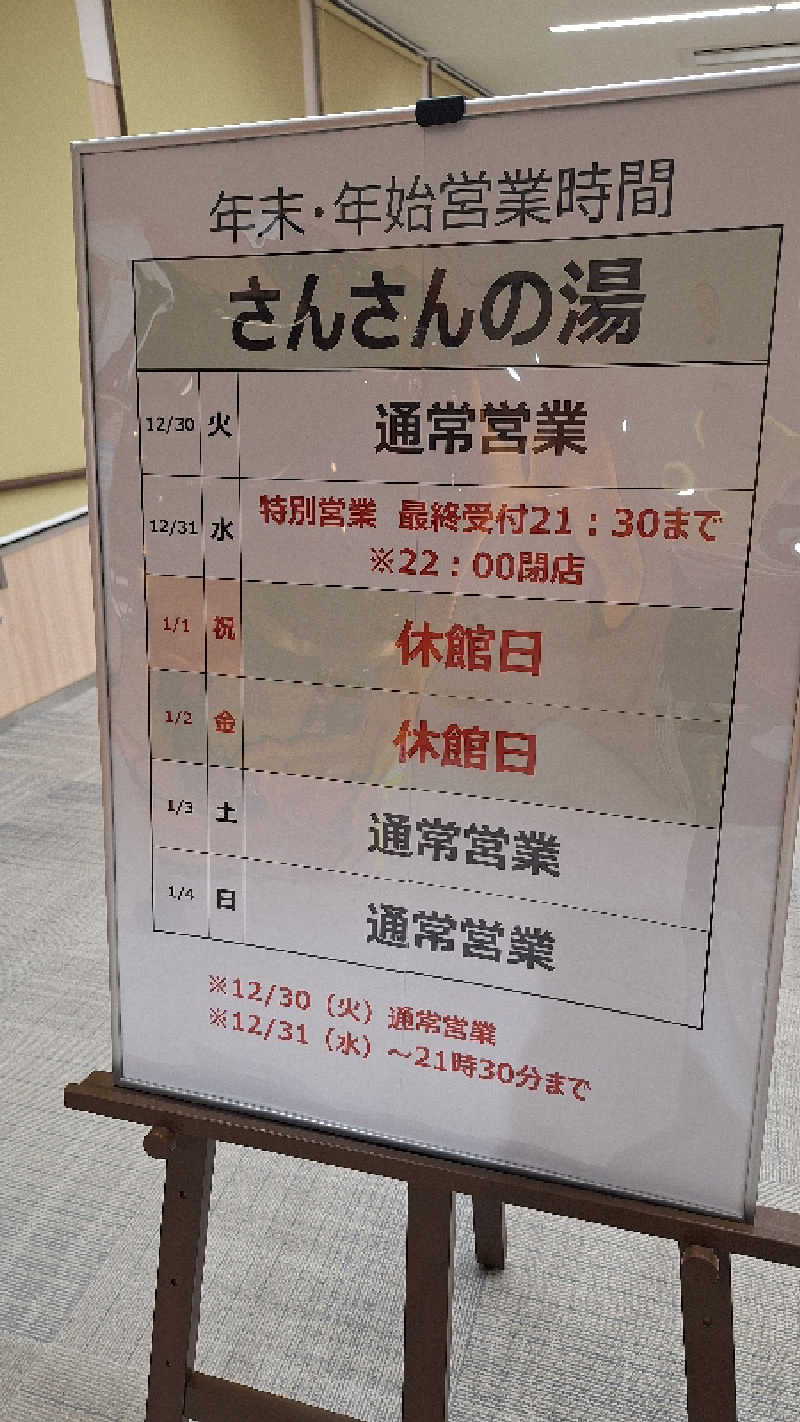 年末・年始営業時間
さんさんの湯
12/30 火 通常営業
12/31 水 特別営業 最終受付21：30まで
※22：00閉店
1/1 祝 休館日
1/2 金 休館日
1/3 土 通常営業
1/4 日 通常営業
※12/30（火）通常営業
※12/31（水）～21時30分まで